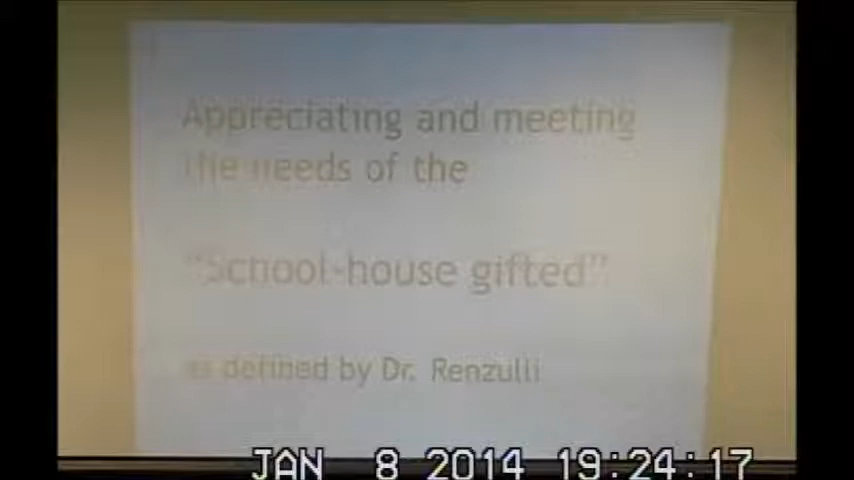 Appreciating and meeting
the needs of the
"School-house gifted"
as defined by Dr. Renzulli
JAN 8 2014 19:24:17